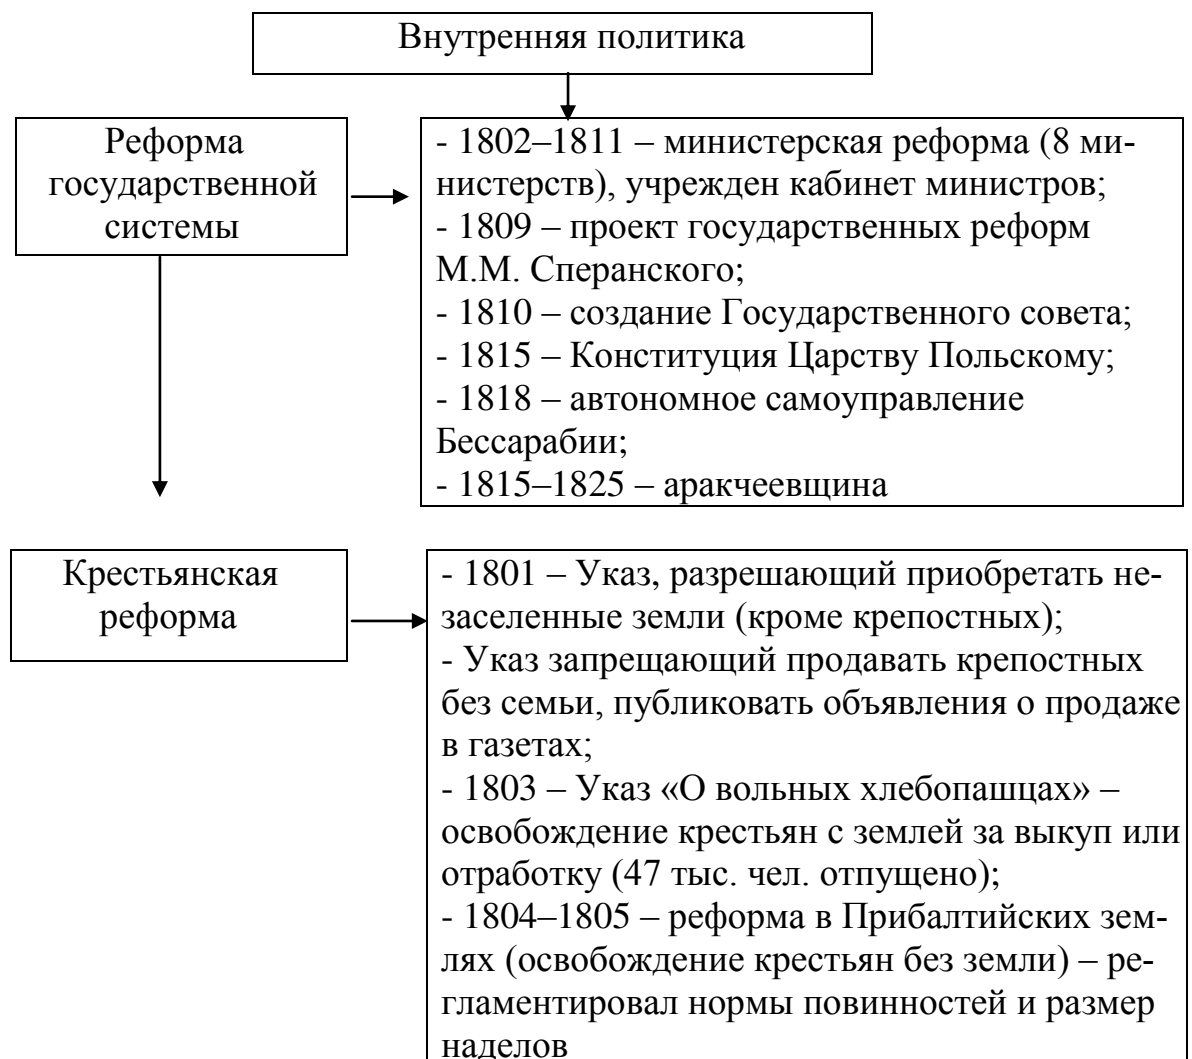 Внутренняя политика
Реформа
государственной
системы
- 1802–1811 – министерская реформа (8 ми-
нистерств), учрежден кабинет министров;
- 1809 – проект государственных реформ
М.М. Сперанского;
- 1810 – создание Государственного совета;
- 1815 – Конституция Царству Польскому;
- 1818 – автономное самоуправление
Бессарабии;
- 1815–1825 – аракчеевщина
Крестьянская
реформа
- 1801 – Указ, разрешающий приобретать не-
заселенные земли (кроме крепостных);
- Указ запрещающий продавать крепостных
без семьи, публиковать объявления о продаже
в газетах;
- 1803 – Указ «О вольных хлебопашцах» –
освобождение крестьян с землей за выкуп или
отработку (47 тыс. чел. отпущено);
- 1804–1805 – реформа в Прибалтийских зем-
лях (освобождение крестьян без земли) – ре-
гламентировал нормы повинностей и размер
наделов